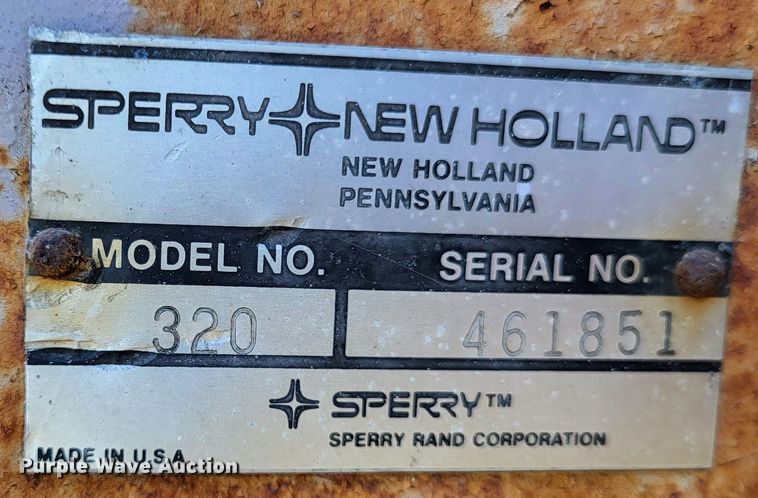 SPERRY NEW HOLLAND™
NEW HOLLAND
PENNSYLVANIA
MODEL NO. SERIAL NO.
320 461851
SPERRY™
SPERRY RAND CORPORATION
MADE IN U.S.A
Purple Wave Auction